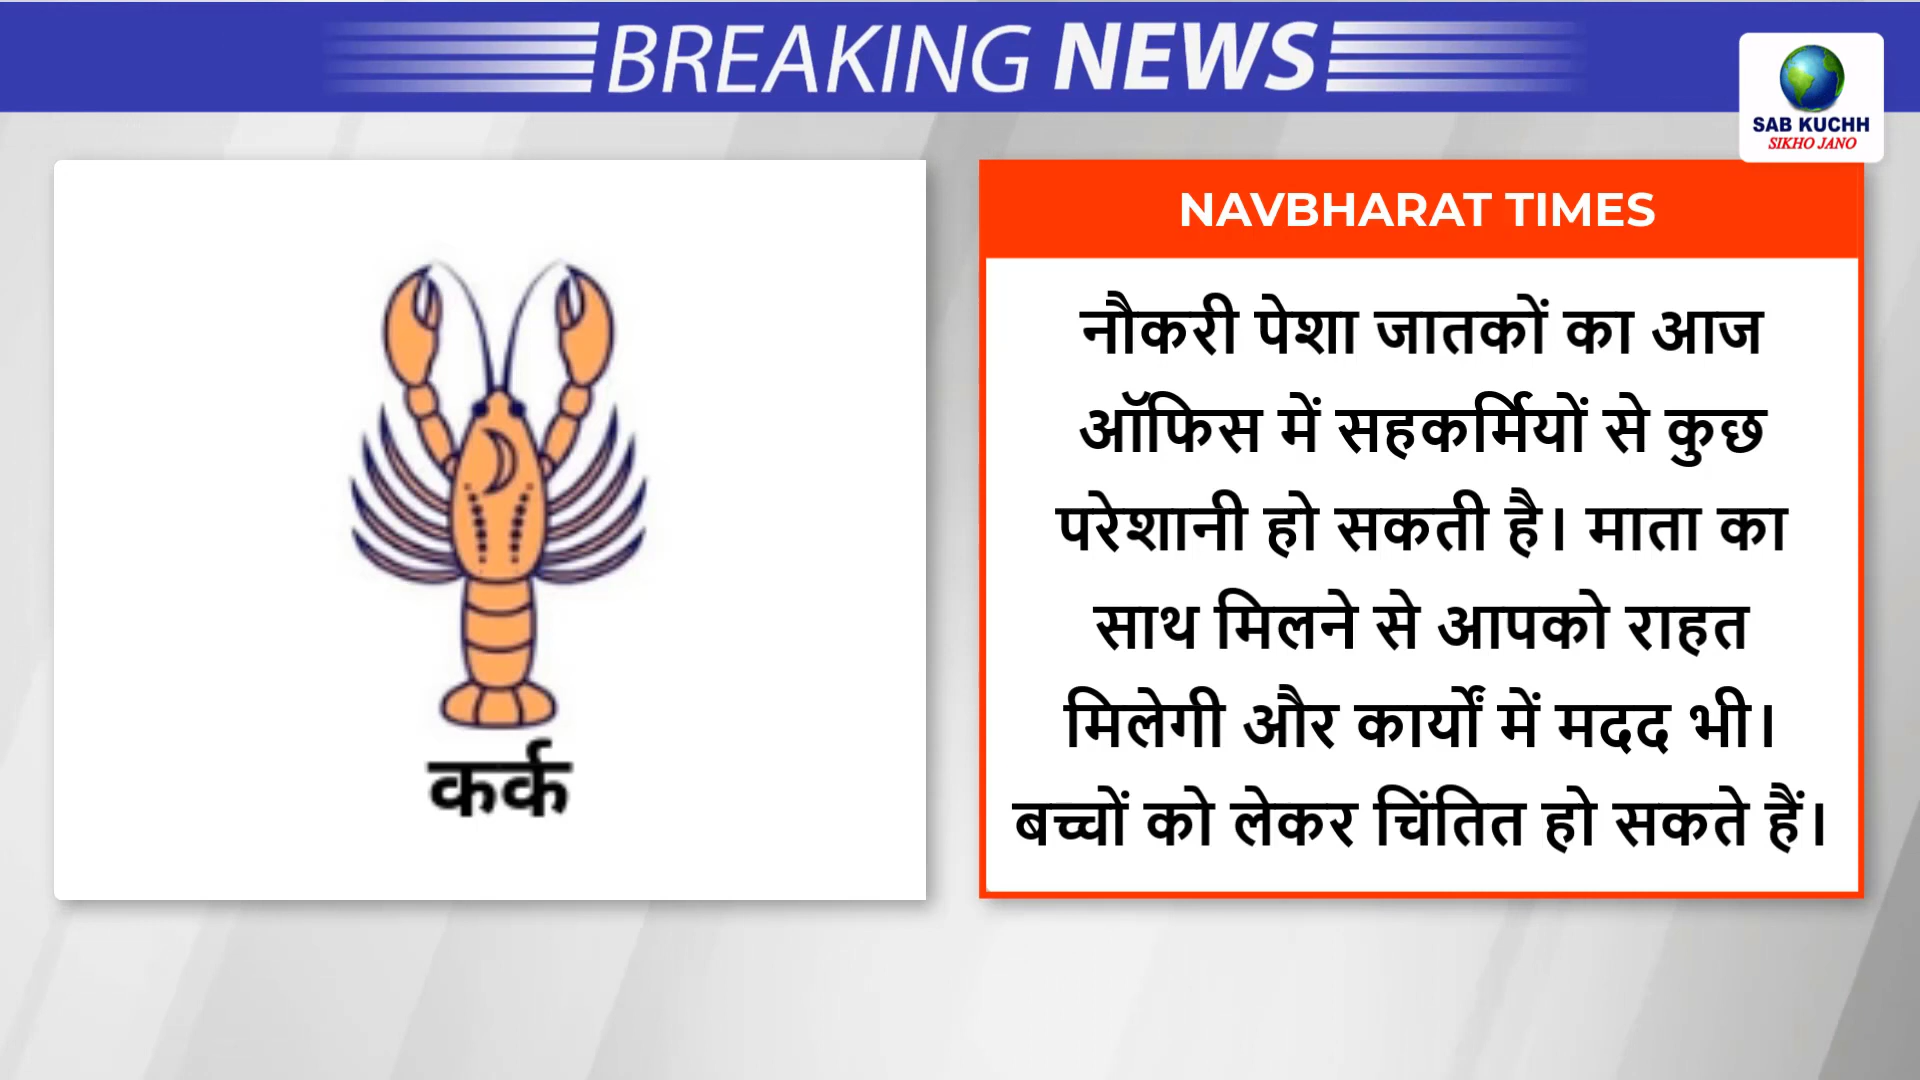 BREAKING NEWS
SAB KUCHH
SIKHO JANO
NAVBHARAT TIMES
नौकरी पेशा जातकों का आज
ऑफिस में सहकर्मियों से कुछ
परेशानी हो सकती है। माता का
साथ मिलने से आपको राहत
मिलेगी और कार्यों में मदद भी।
बच्चों को लेकर चिंतित हो सकते हैं।
कर्क